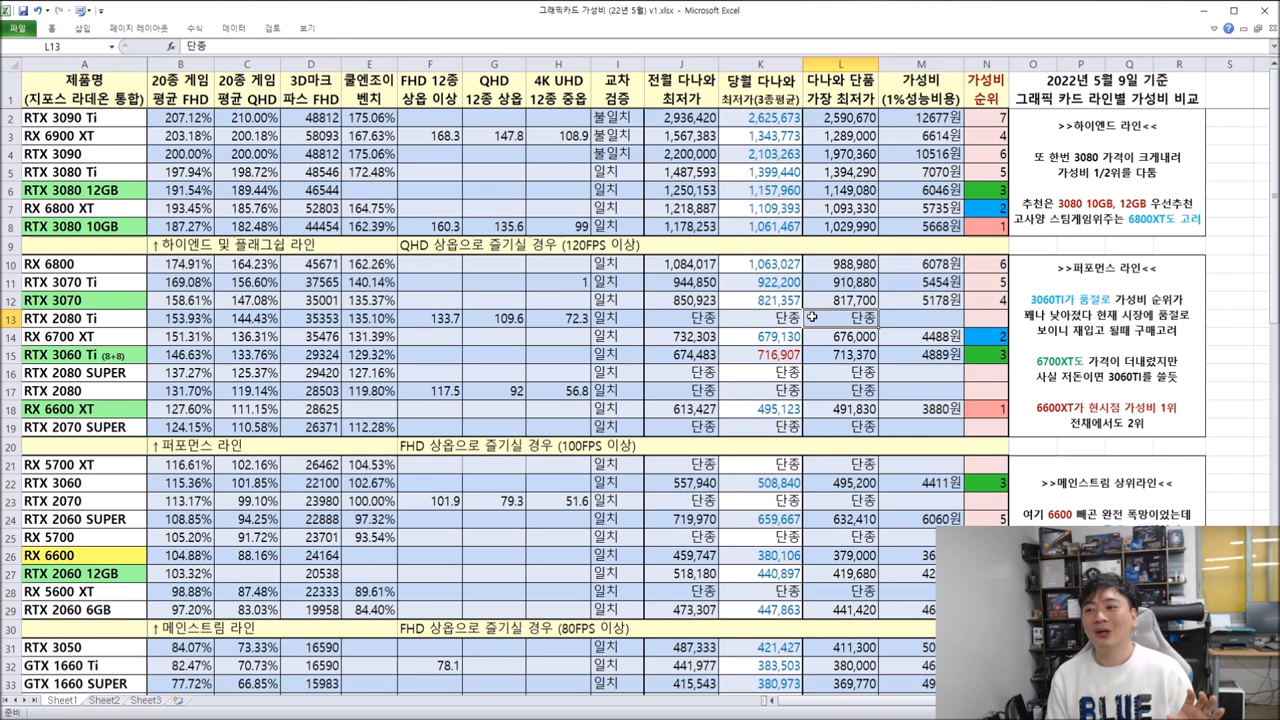 그래픽카드 가성비 (22년 5월) v1.xlsx - Microsoft Excel
파일 홈 삽입 페이지 레이아웃 수식 데이터 검토 보기
L13 fx 단종
A B C D E F G H I J K L M N O P Q R S
제품명 20종 게임 20종 게임 3D마크 쿨엔조이 FHD 12종 QHD 4K UHD 교차 전월 다나와 당월 다나와 다나와 단품 가성비 가성비 2022년 5월 9일 기준
1 (지포스 라데온 통합) 평균 FHD 평균 QHD 파스 FHD 벤치 상옵 이상 12종 상옵 12종 중옵 검증 최저가 최저가(3종평균) 가장 최저가 (1%성능비용) 순위 그래픽 카드 라인별 가성비 비교
2 RTX 3090 Ti 207.12% 210.00% 48812 175.06% 불일치 2,936,420 2,625,673 2,590,670 12677원 7
>>하이엔드 라인<<
3 RX 6900 XT 203.18% 200.18% 58093 167.63% 168.3 147.8 108.9 불일치 1,567,383 1,343,773 1,289,000 6614원 4
4 RTX 3090 200.00% 200.00% 48812 175.06% 불일치 2,200,000 2,103,263 1,970,360 10516원 6 또 한번 3080 가격이 크게내려
5 RTX 3080 Ti 197.94% 198.72% 48546 172.48% 일치 1,487,593 1,399,440 1,394,290 7070원 5 가성비 1/2위를 다툼
6 RTX 3080 12GB 191.54% 189.44% 46544 일치 1,250,153 1,157,960 1,149,080 6046원 3
7 RX 6800 XT 193.45% 185.76% 52803 164.75% 일치 1,218,887 1,109,393 1,093,330 5735원 2 추천은 3080 10GB, 12GB 우선추천
8 RTX 3080 10GB 187.27% 182.48% 44454 162.39% 160.3 135.6 99 일치 1,178,253 1,061,467 1,029,990 5668원 1 고사양 스팀게임위주는 6800XT도 고려
9 ↑ 하이엔드 및 플래그쉽 라인 QHD 상옵으로 즐기실 경우 (120FPS 이상)
10 RX 6800 174.91% 164.23% 45671 162.26% 일치 1,084,017 1,063,027 988,980 6078원 6 >>퍼포먼스 라인<<
11 RTX 3070 Ti 169.08% 156.60% 37565 140.14% 1 일치 944,850 922,200 910,880 5454원 5
12 RTX 3070 158.61% 147.08% 35001 135.37% 일치 850,923 821,357 817,700 5178원 4 3060TI가 품절로 가성비 순위가
13 RTX 2080 Ti 153.93% 144.43% 35353 135.10% 133.7 109.6 72.3 일치 단종 단종 단종 꽤나 낮아졌다 현재 시장에 품절로
14 RX 6700 XT 151.31% 136.31% 35476 131.39% 일치 732,303 679,130 676,000 4488원 2 보이니 재입고 될때 구매고려
15 RTX 3060 Ti (8+8) 146.63% 133.76% 29324 129.32% 일치 674,483 716,907 713,370 4889원 3 6700XT도 가격이 더내렸지만
16 RTX 2080 SUPER 137.27% 125.37% 29420 127.16% 일치 단종 단종 단종 사실 저돈이면 3060TI를 쓸듯
17 RTX 2080 131.70% 119.14% 28503 119.80% 117.5 92 56.8 일치 단종 단종 단종
18 RX 6600 XT 127.60% 111.15% 28625 일치 613,427 495,123 491,830 3880원 1 6600XT가 현시점 가성비 1위
19 RTX 2070 SUPER 124.15% 110.58% 26371 112.28% 일치 단종 단종 단종 전채에서도 2위
20 ↑ 퍼포먼스 라인 FHD 상옵으로 즐기실 경우 (100FPS 이상)
21 RX 5700 XT 116.61% 102.16% 26462 104.53% 일치 단종 단종 단종
22 RTX 3060 115.36% 101.85% 22100 102.67% 일치 557,940 508,840 495,200 4411원 3 >>메인스트림 상위라인<<
23 RTX 2070 113.17% 99.10% 23980 100.00% 101.9 79.3 51.6 일치 단종 단종 단종
24 RTX 2060 SUPER 108.85% 94.25% 22888 97.32% 일치 719,970 659,667 632,410 6060원 5 여기 6600 빼곤 완전 폭망이었는데
25 RX 5700 105.20% 91.72% 23701 93.54% 일치 단종 단종 단종
26 RX 6600 104.88% 88.16% 24164 일치 459,747 380,106 379,000 36
27 RTX 2060 12GB 103.32% 20538 일치 518,180 440,897 419,680 42
28 RX 5600 XT 98.88% 87.48% 22333 89.61% 일치 단종 단종 단종
29 RTX 2060 6GB 97.20% 83.03% 19958 84.40% 일치 473,307 447,863 441,420 46
30 ↑ 메인스트림 라인 FHD 상옵으로 즐기실 경우 (80FPS 이상)
31 RTX 3050 84.07% 73.33% 16590 일치 487,333 421,427 411,300 50
32 GTX 1660 Ti 82.47% 70.73% 16590 78.1 일치 441,977 383,503 380,000 46
33 GTX 1660 SUPER 77.72% 66.85% 15983 일치 415,543 380,973 369,770 49
Sheet1 Sheet2 Sheet3
준비
BLUE